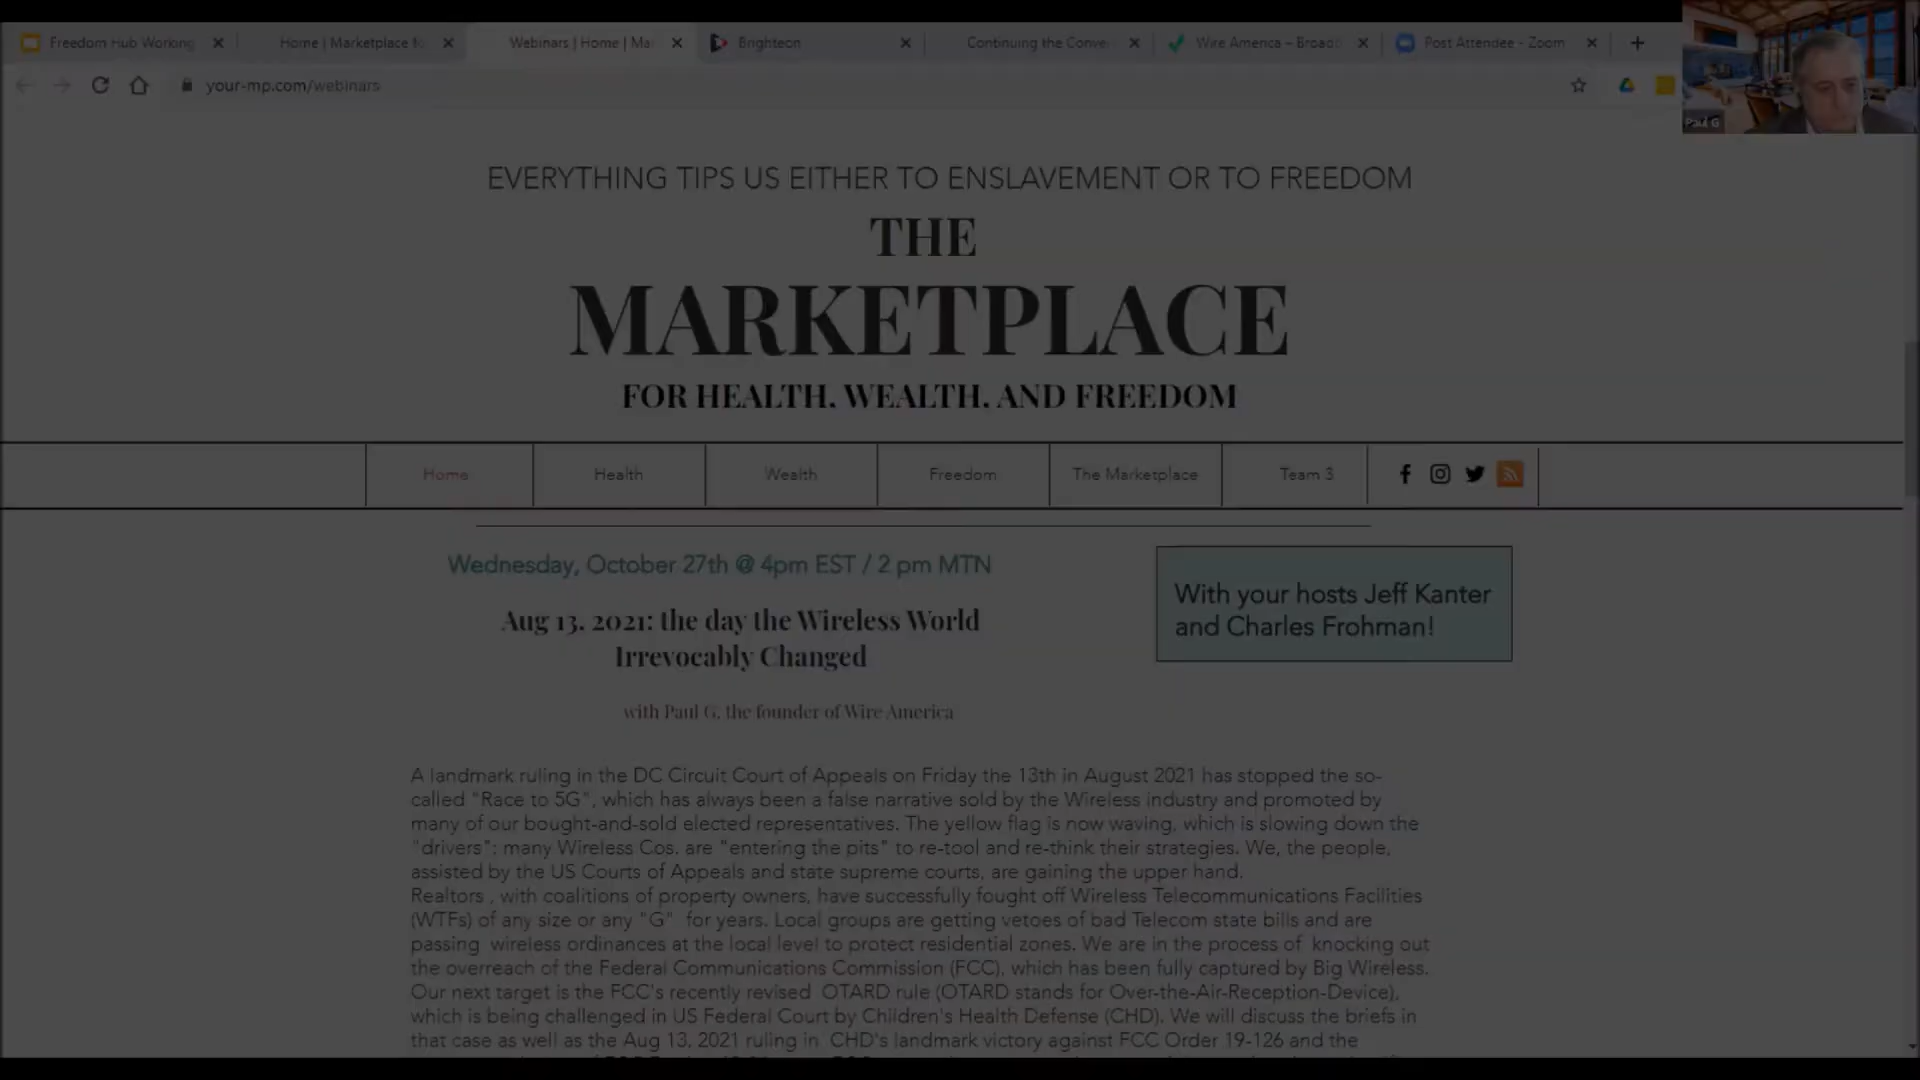 Freedom Hub Working
Home | Marketplace
Webinars | Home | Ma
Brighteon
Continuing the Conve
Wire America – Broad
Post Attendee - Zoom
your-mp.com/webinars
Paul G
EVERYTHING TIPS US EITHER TO ENSLAVEMENT OR TO FREEDOM
THE
MARKETPLACE
FOR HEALTH, WEALTH, AND FREEDOM
Home
Health
Wealth
Freedom
The Marketplace
Team 3
Wednesday, October 27th @ 4pm EST / 2 pm MTN
Aug 13, 2021: the day the Wireless World
Irrevocably Changed
with Paul G, the founder of Wire America
With your hosts Jeff Kanter
and Charles Frohman!
A landmark ruling in the DC Circuit Court of Appeals on Friday the 13th in August 2021 has stopped the so-
called "Race to 5G", which has always been a false narrative sold by the Wireless industry and promoted by
many of our bought-and-sold elected representatives. The yellow flag is now waving, which is slowing down the
"drivers"; many Wireless Cos. are "entering the pits" to re-tool and re-think their strategies. We, the people,
assisted by the US Courts of Appeals and state supreme courts, are gaining the upper hand.
Realtors , with coalitions of property owners, have successfully fought off Wireless Telecommunications Facilities
(WTFs) of any size or any "G" for years. Local groups are getting vetoes of bad Telecom state bills and are
passing wireless ordinances at the local level to protect residential zones. We are in the process of knocking out
the overreach of the Federal Communications Commission (FCC), which has been fully captured by Big Wireless.
Our next target is the FCC's recently revised OTARD rule (OTARD stands for Over-the-Air-Reception-Device),
which is being challenged in US Federal Court by Children's Health Defense (CHD). We will discuss the briefs in
that case as well as the Aug 13, 2021 ruling in CHD's landmark victory against FCC Order 19-126 and the